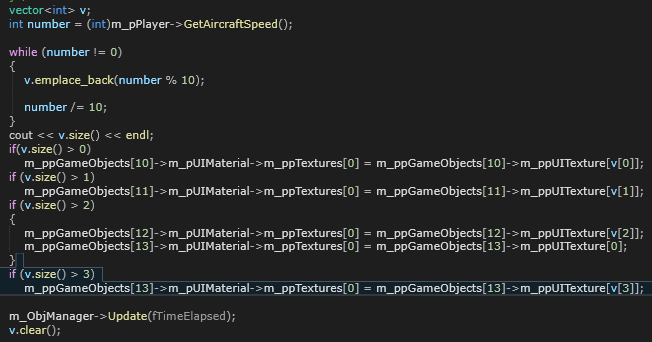 vector<int> v;
int number = (int)m_pPlayer->GetAircraftSpeed();
while (number != 0)
{
v.emplace_back(number % 10);
number /= 10;
}
cout << v.size() << endl;
if(v.size() > 0)
m_ppGameObjects[10]->m_pUIMaterial->m_ppTextures[0] = m_ppGameObjects[10]->m_ppUITexture[v[0]];
if (v.size() > 1)
m_ppGameObjects[11]->m_pUIMaterial->m_ppTextures[0] = m_ppGameObjects[11]->m_ppUITexture[v[1]];
if (v.size() > 2)
{
m_ppGameObjects[12]->m_pUIMaterial->m_ppTextures[0] = m_ppGameObjects[12]->m_ppUITexture[v[2]];
m_ppGameObjects[13]->m_pUIMaterial->m_ppTextures[0] = m_ppGameObjects[13]->m_ppUITexture[0];
}
if (v.size() > 3)
m_ppGameObjects[13]->m_pUIMaterial->m_ppTextures[0] = m_ppGameObjects[13]->m_ppUITexture[v[3]];
m_ObjManager->Update(fTimeElapsed);
v.clear();